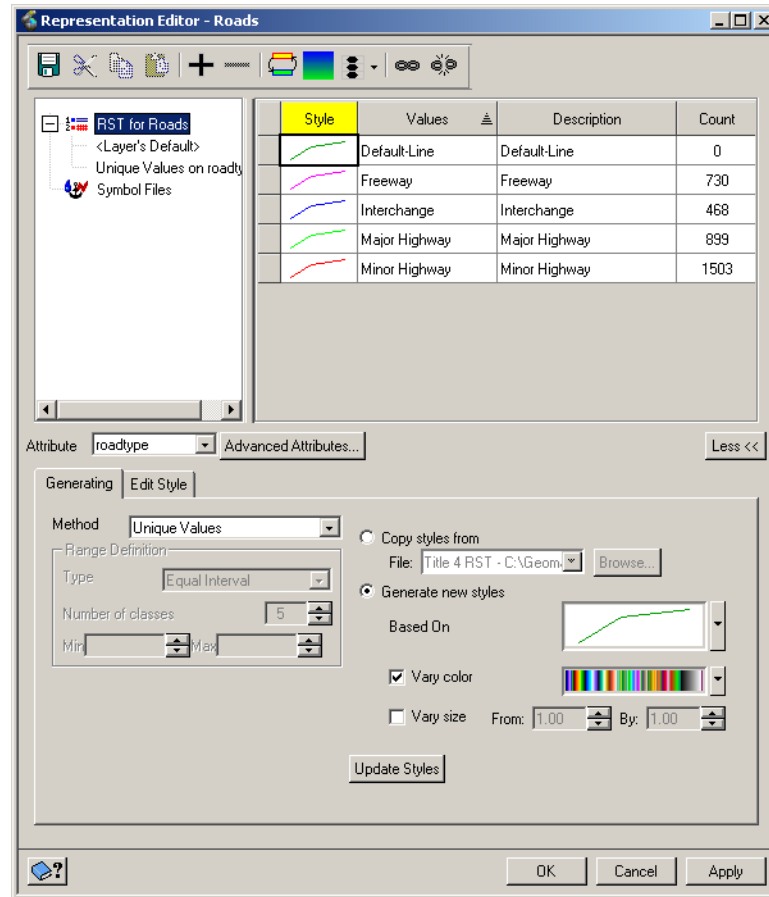 Representation Editor - Roads
RST for Roads
<Layer's Default>
Unique Values on roadty
Symbol Files
Style Values Description Count
Default-Line Default-Line 0
Freeway Freeway 730
Interchange Interchange 468
Major Highway Major Highway 899
Minor Highway Minor Highway 1503
Attribute roadtype Advanced Attributes... Less <<
Generating Edit Style
Method Unique Values
Range Definition
Type Equal Interval
Number of classes 5
Min Max
Copy styles from
File: Title 4 RST - C:\Geom Browse...
Generate new styles
Based On
Vary color
Vary size From: 1.00 By: 1.00
Update Styles
OK Cancel Apply